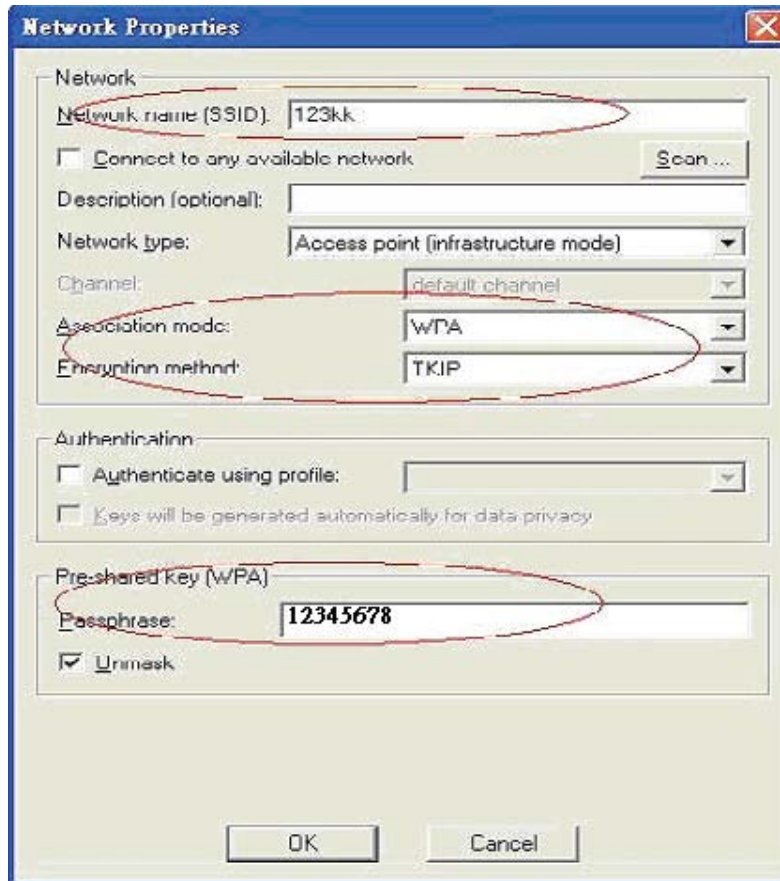 Network Properties
Network
Network name (SSID): 123kk
Connect to any available network Scan ...
Description (optional):
Network type: Access point (infrastructure mode)
Channel: default channel
Association mode: WPA
Encryption method: TKIP
Authentication
Authenticate using profile:
Keys will be generated automatically for data privacy
Pre-shared key (WPA)
Passphrase: 12345678
Unmask
OK Cancel